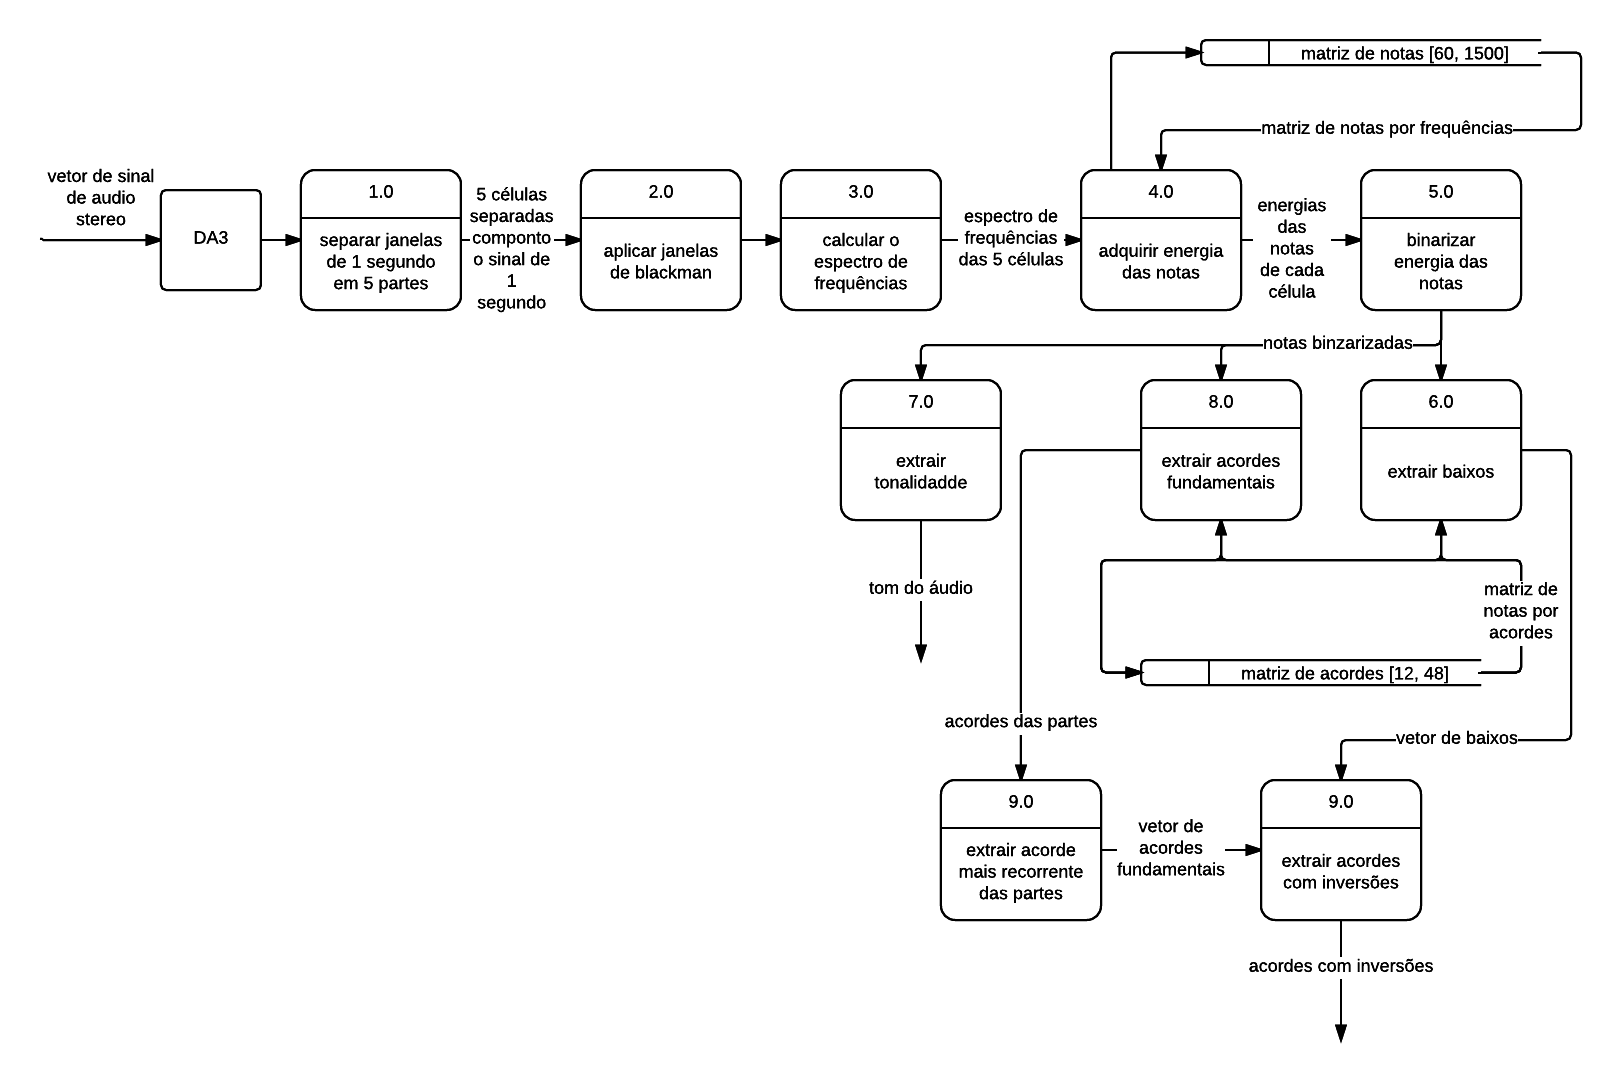 matriz de notas [60, 1500]
matriz de notas por frequências
vetor de sinal
de audio
stereo
DA3
1.0
separar janelas
de 1 segundo
em 5 partes
5 células
separadas
componto
o sinal de
1
segundo
2.0
aplicar janelas
de blackman
3.0
calcular o
espectro de
frequências
espectro de
frequências
das 5 células
4.0
adquirir energia
das notas
energias
das
notas
de cada
célula
5.0
binarizar
energia das
notas
notas binzarizadas
7.0
extrair
tonalidadde
8.0
extrair acordes
fundamentais
6.0
extrair baixos
tom do áudio
matriz de
notas por
acordes
matriz de acordes [12, 48]
acordes das partes
vetor de baixos
9.0
extrair acorde
mais recorrente
das partes
vetor de
acordes
fundamentais
9.0
extrair acordes
com inversões
acordes com inversões